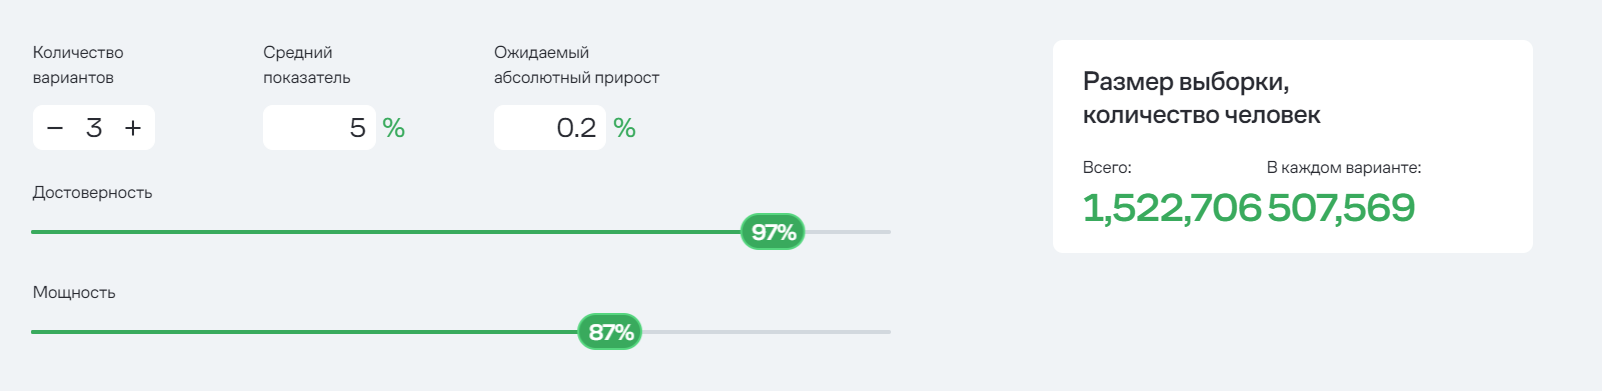 Количество
вариантов
− 3 +
Средний
показатель
5 %
Ожидаемый
абсолютный прирост
0.2 %
Достоверность
97%
Мощность
87%
Размер выборки,
количество человек
Всего:
1,522,706
В каждом варианте:
507,569